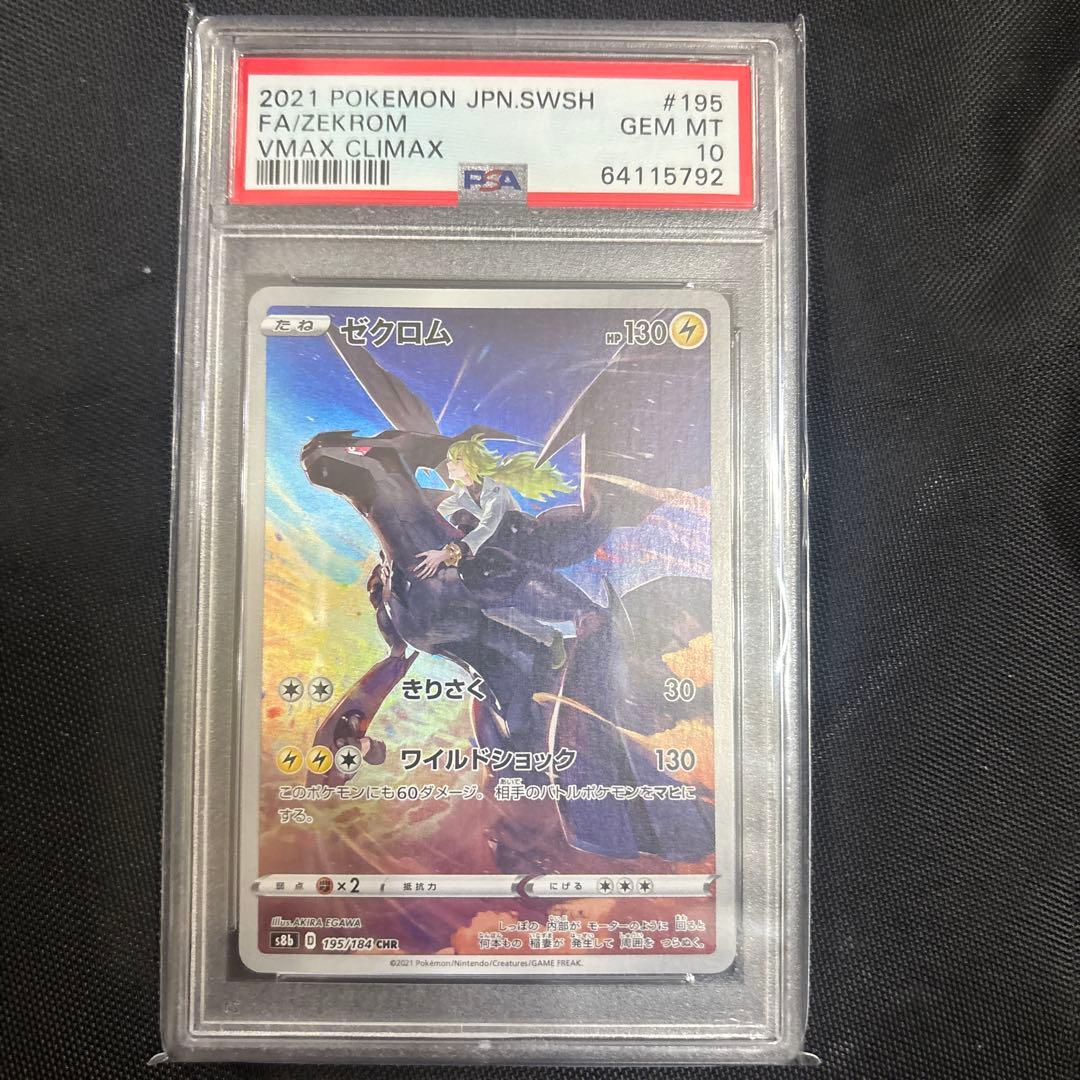 2021 POKEMON JPN.SWSH #195
FA/ZEKROM GEM MT
VMAX CLIMAX 10
PSA 64115792
たね ゼクロム HP130
きりさく 30
ワイルドショック 130
このポケモンにも60ダメージ。相手のバトルポケモンをマヒに
する。
弱点 ×2 抵抗力 にげる
illus. AKIRA EGAWA
しっぽの 内部が モーターのように 回ると
s8b D 195/184 CHR 何本もの 稲妻が 発生して 周囲を つらぬく。
©2021 Pokémon/Nintendo/Creatures/GAME FREAK.